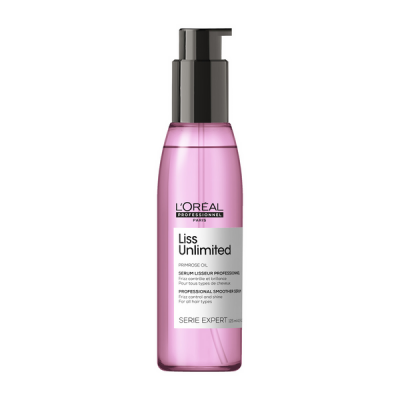 L'ORÉAL
PROFESSIONNEL
PARIS
Liss
Unlimited
PRIMROSE OIL
SÉRUM LISSEUR PROFESSIONNEL
Frizz contrôlé et brillance
Pour tous types de cheveux
PROFESSIONAL SMOOTHER SERUM
Frizz control and shine
For all hair types
SERIE EXPERT